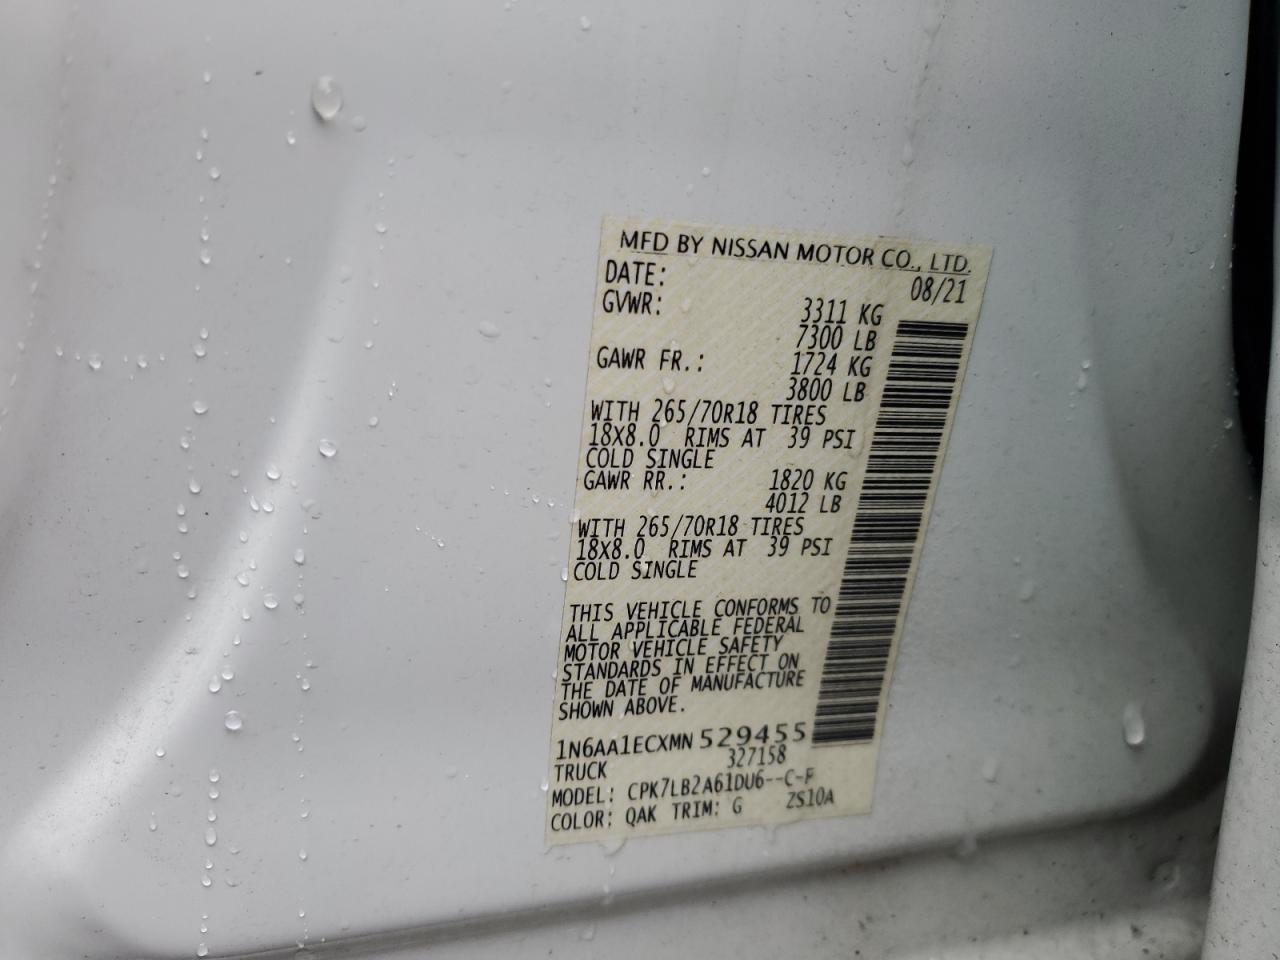 MFD BY NISSAN MOTOR CO., LTD.
DATE: 08/21
GVWR: 3311 KG
7300 LB
GAWR FR.: 1724 KG
3800 LB
WITH 265/70R18 TIRES
18X8.0 RIMS AT 39 PSI
COLD SINGLE
GAWR RR.: 1820 KG
4012 LB
WITH 265/70R18 TIRES
18X8.0 RIMS AT 39 PSI
COLD SINGLE
THIS VEHICLE CONFORMS TO
ALL APPLICABLE FEDERAL
MOTOR VEHICLE SAFETY
STANDARDS IN EFFECT ON
THE DATE OF MANUFACTURE
SHOWN ABOVE.
1N6AA1ECXMN529455
TRUCK 327158
MODEL: CPK7LB2A61DU6--C-F
COLOR: QAK TRIM: G ZS10A